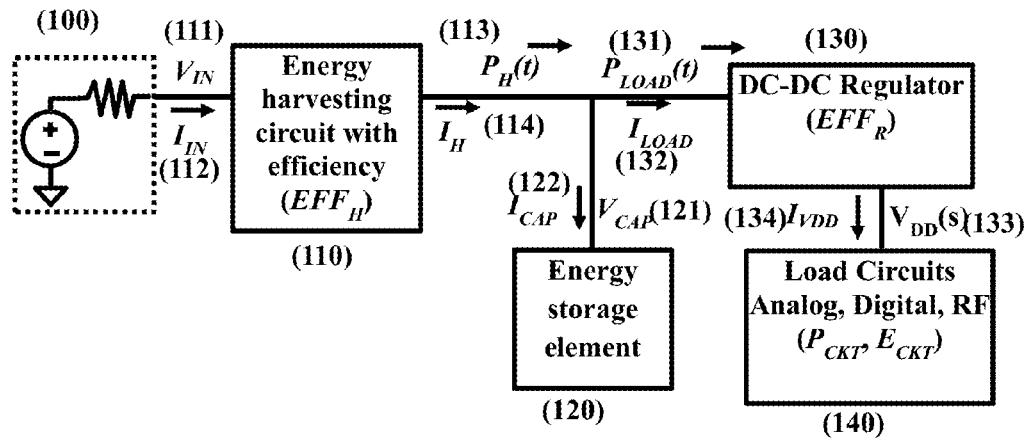 (100)
(111)
V_IN
I_IN
(112)
Energy
harvesting
circuit with
efficiency
(EFF_H)
(110)
(113)
P_H(t)
I_H
(114)
(131)
P_LOAD(t)
I_LOAD
(132)
(130)
DC-DC Regulator
(EFF_R)
(122)
I_CAP
V_CAP(121)
(134)I_VDD
V_DD(s)(133)
Energy
storage
element
(120)
Load Circuits
Analog, Digital, RF
(P_CKT, E_CKT)
(140)